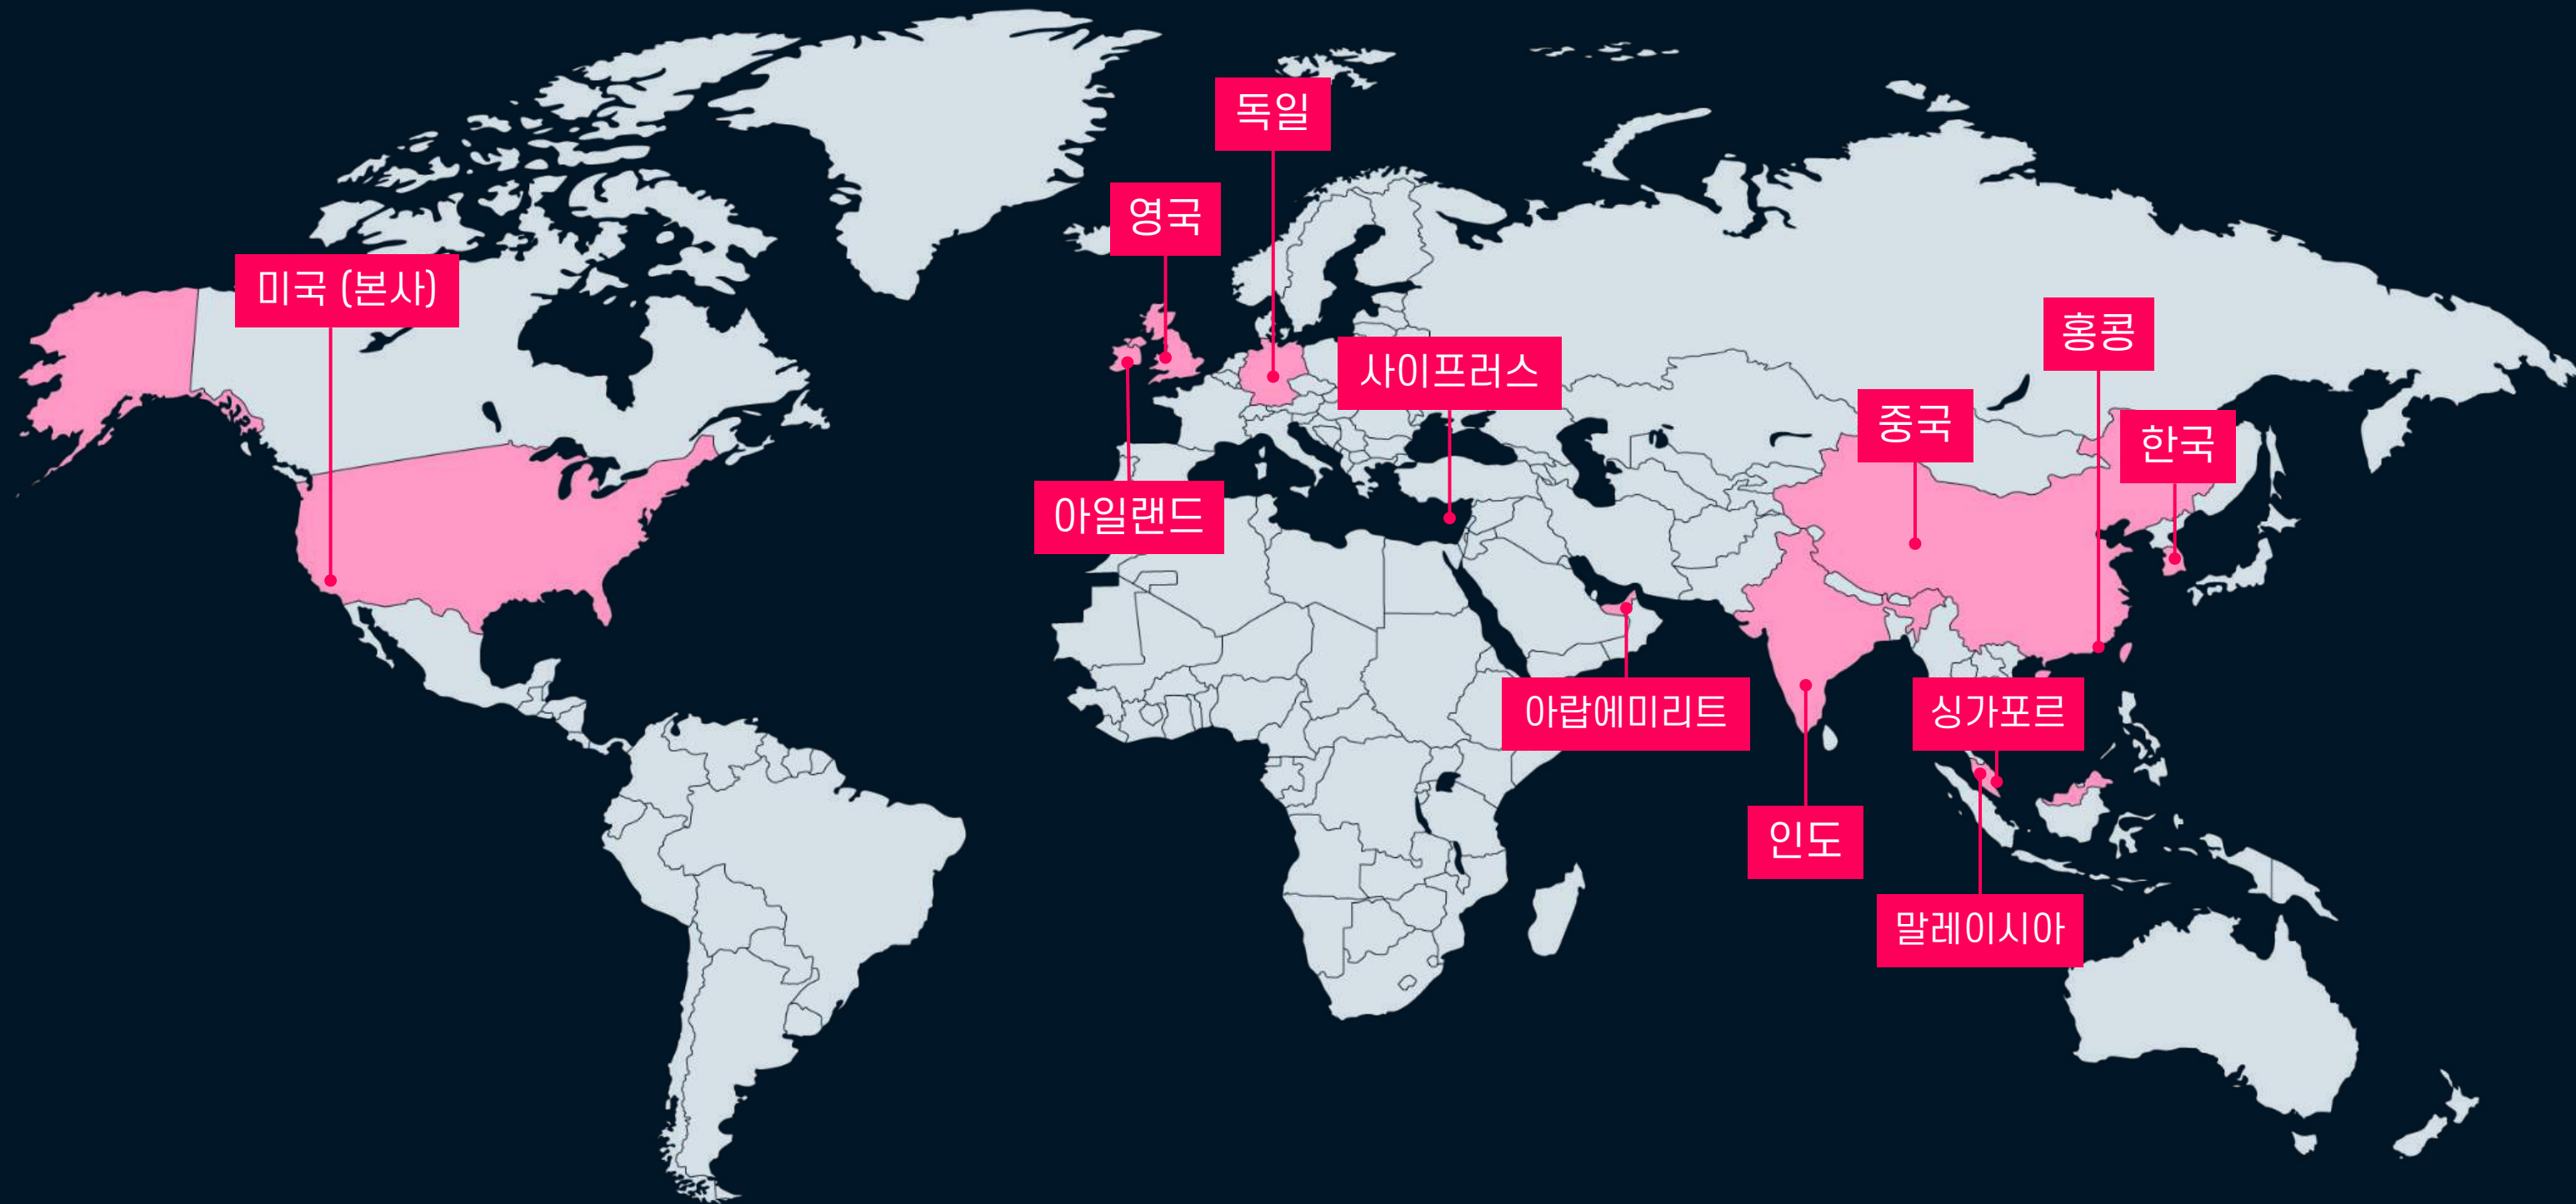 독일
영국
미국 (본사)
홍콩
사이프러스
중국
한국
아일랜드
아랍에미리트
싱가포르
인도
말레이시아